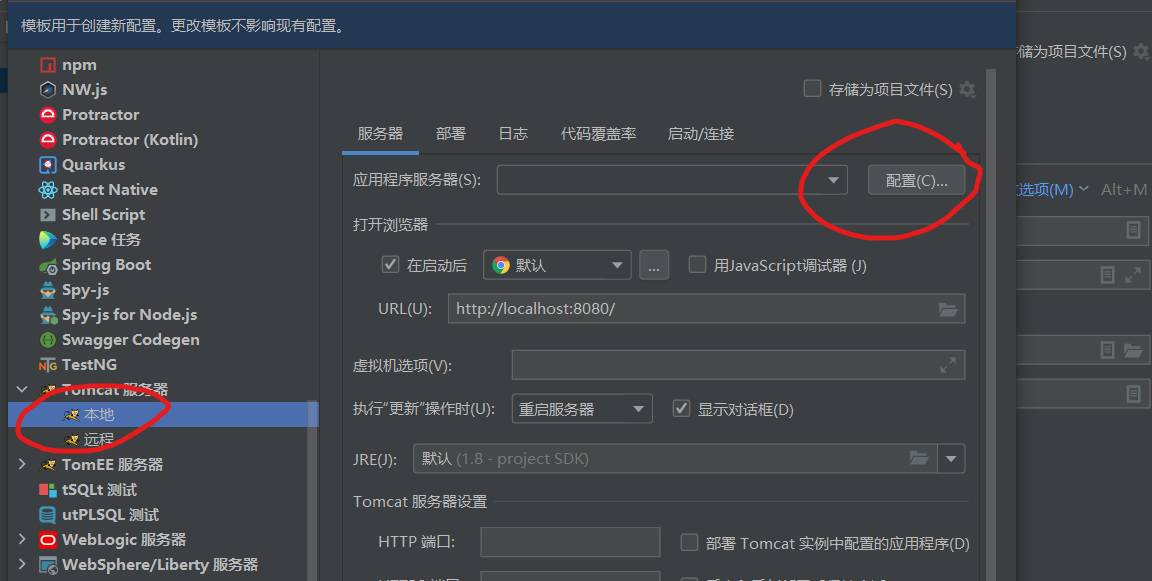 模板用于创建新配置。更改模板不影响现有配置。
npm
NW.js
Protractor
Protractor (Kotlin)
Quarkus
React Native
Shell Script
Space 任务
Spring Boot
Spy-js
Spy-js for Node.js
Swagger Codegen
TestNG
Tomcat 服务器
本地
远程
TomEE 服务器
tSQLt 测试
utPLSQL 测试
WebLogic 服务器
WebSphere/Liberty 服务器
存储为项目文件(S)
服务器 部署 日志 代码覆盖率 启动/连接
应用程序服务器(S): 配置(C)...
打开浏览器
在启动后 默认 ... 用JavaScript调试器 (J)
URL(U): http://localhost:8080/
虚拟机选项(V):
执行“更新”操作时(U): 重启服务器 显示对话框(D)
JRE(J): 默认 (1.8 - project SDK)
Tomcat 服务器设置
HTTP 端口: 部署 Tomcat 实例中配置的应用程序(D)
储为项目文件(S)
选项(M) Alt+M